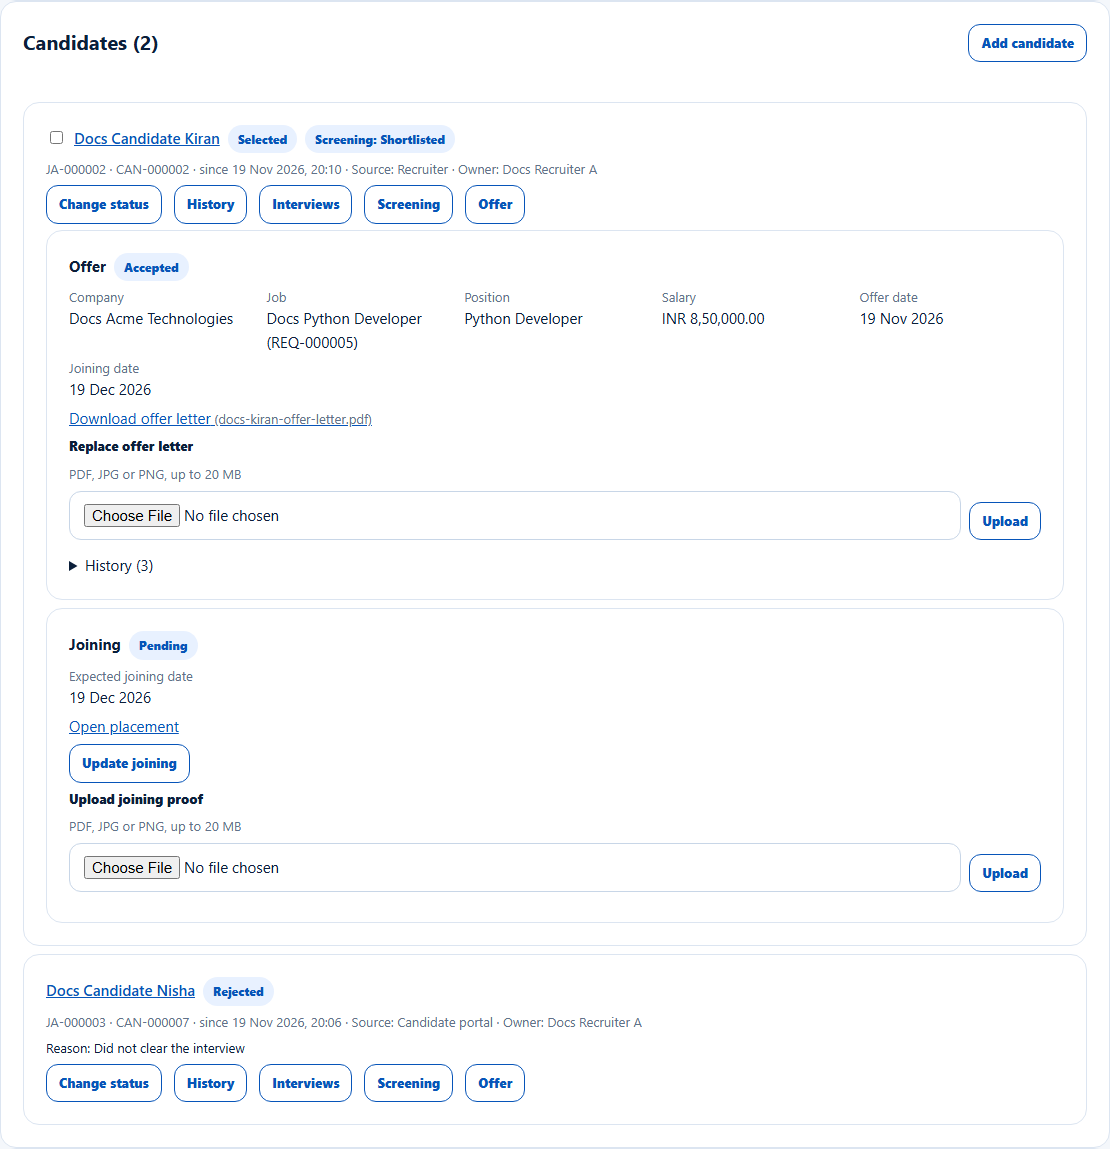 Candidates (2)
Add candidate
Docs Candidate Kiran Selected Screening: Shortlisted
JA-000002 · CAN-000002 · since 19 Nov 2026, 20:10 · Source: Recruiter · Owner: Docs Recruiter A
Change status History Interviews Screening Offer
Offer Accepted
Company Job Position Salary Offer date
Docs Acme Technologies Docs Python Developer Python Developer INR 8,50,000.00 19 Nov 2026
(REQ-000005)
Joining date
19 Dec 2026
Download offer letter (docs-kiran-offer-letter.pdf)
Replace offer letter
PDF, JPG or PNG, up to 20 MB
Choose File No file chosen
Upload
History (3)
Joining Pending
Expected joining date
19 Dec 2026
Open placement
Update joining
Upload joining proof
PDF, JPG or PNG, up to 20 MB
Choose File No file chosen
Upload
Docs Candidate Nisha Rejected
JA-000003 · CAN-000007 · since 19 Nov 2026, 20:06 · Source: Candidate portal · Owner: Docs Recruiter A
Reason: Did not clear the interview
Change status History Interviews Screening Offer